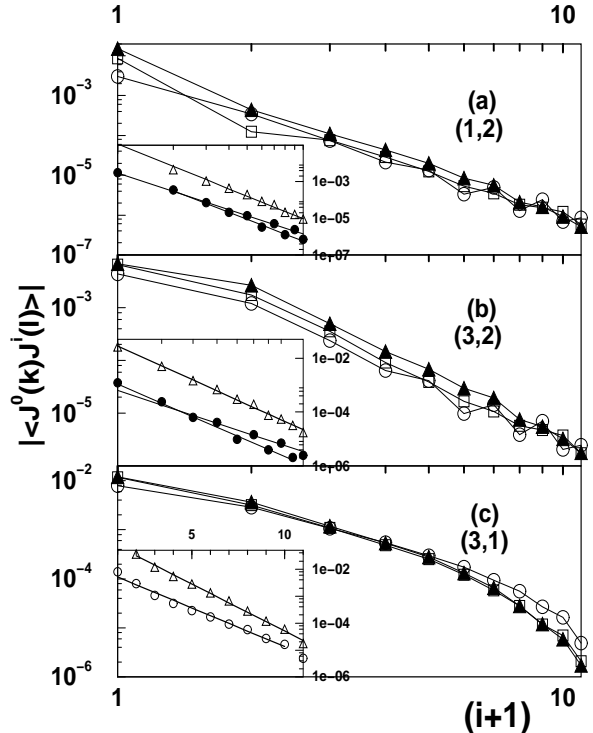 1 10
10⁻³
(a)
(1,2)
1e−03
10⁻⁵
1e−05
1e−07
10⁻⁷
|<J⁰(k)Jⁱ(l)>|
10⁻³
(b)
(3,2)
1e−02
10⁻⁵
1e−04
1e−06
10⁻²
(c)
(3,1)
5 10
1e−02
10⁻⁴
1e−04
1e−06
10⁻⁶
1 10
(i+1)